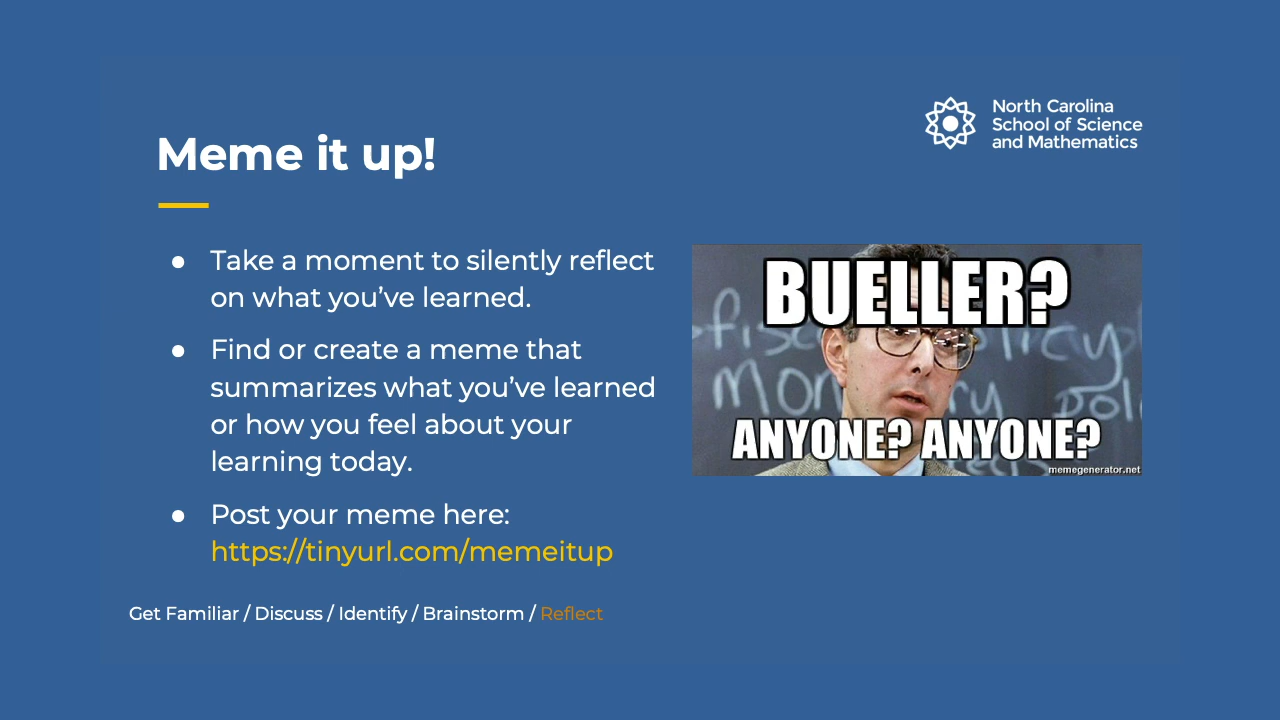 North Carolina
School of Science
and Mathematics
Meme it up!
● Take a moment to silently reflect
on what you’ve learned.
● Find or create a meme that
summarizes what you’ve learned
or how you feel about your
learning today.
● Post your meme here:
https://tinyurl.com/memeitup
BUELLER?
ANYONE? ANYONE?
memegenerator.net
Get Familiar / Discuss / Identify / Brainstorm / Reflect